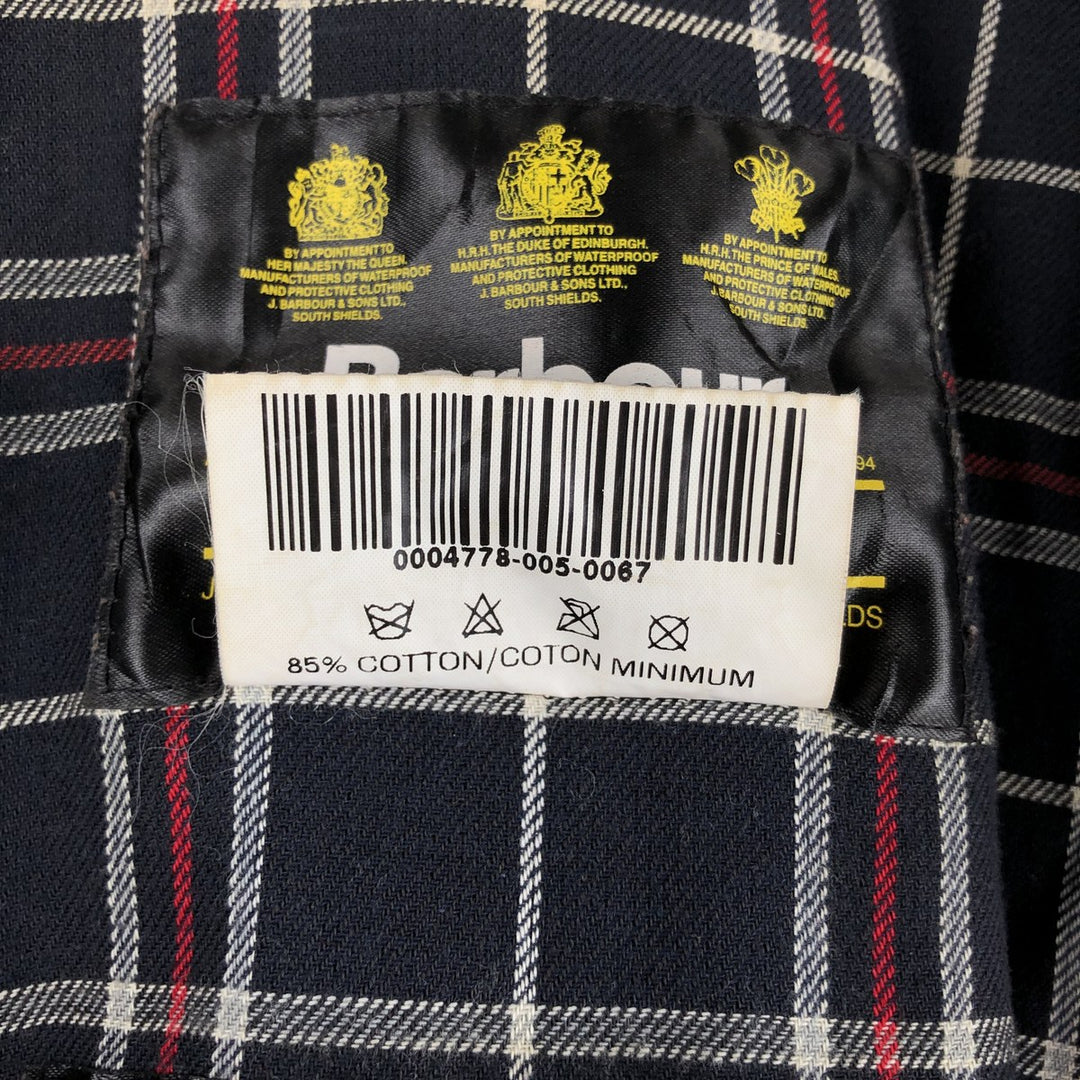 BY APPOINTMENT TO
HER MAJESTY THE QUEEN.
MANUFACTURERS OF WATERPROOF
AND PROTECTIVE CLOTHING
J. BARBOUR & SONS LTD.,
SOUTH SHIELDS.
BY APPOINTMENT TO
H.R.H. THE DUKE OF EDINBURGH.
MANUFACTURERS OF WATERPROOF
AND PROTECTIVE CLOTHING
J. BARBOUR & SONS LTD.,
SOUTH SHIELDS.
BY APPOINTMENT TO
H.R.H. THE PRINCE OF WALES.
MANUFACTURERS OF WATERPROOF
AND PROTECTIVE CLOTHING
J. BARBOUR & SONS LTD.
SOUTH SHIELDS.
Barbour
94
0004778-005-0067
LDS
85% COTTON/COTON MINIMUM